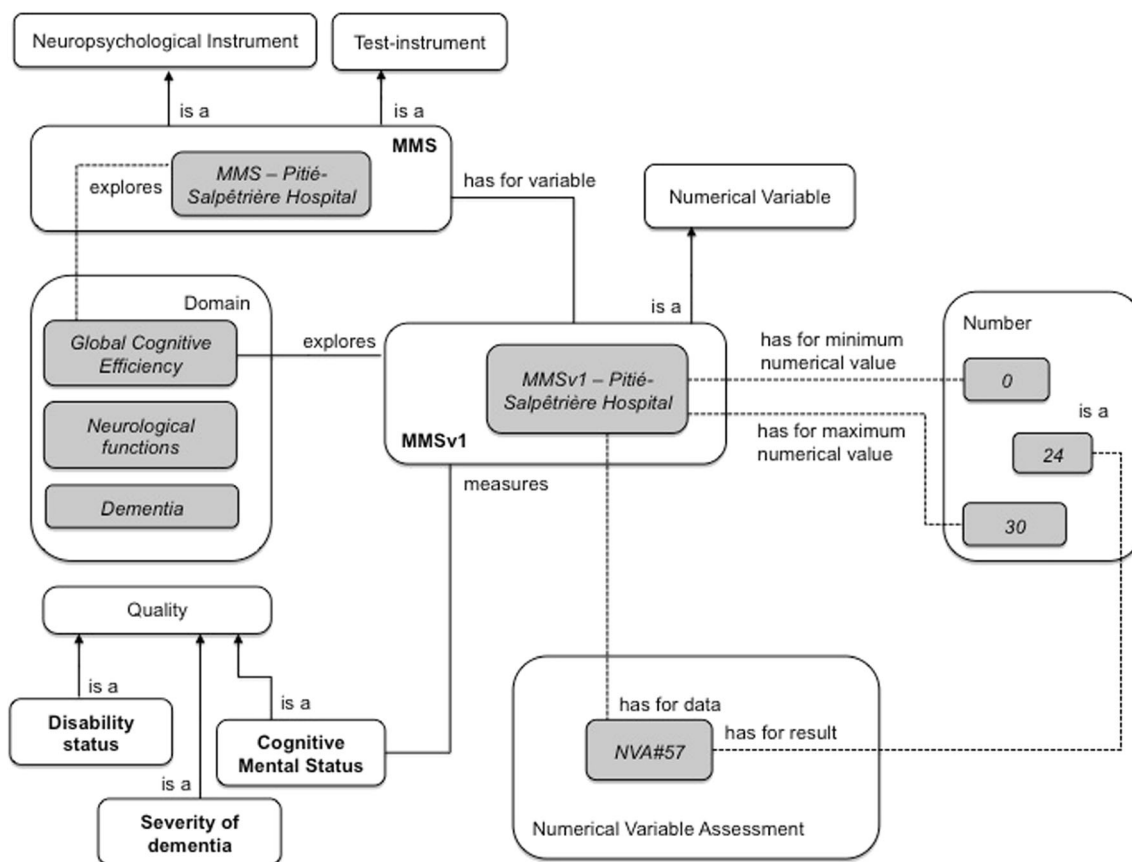 Neuropsychological Instrument
Test-instrument
is a
is a
MMS
MMS – Pitié-
Salpêtrière Hospital
explores
has for variable
Numerical Variable
Domain
is a
Number
Global Cognitive
Efficiency
explores
MMSv1 – Pitié-
Salpêtrière Hospital
has for minimum
numerical value
0
is a
Neurological
functions
MMSv1
has for maximum
numerical value
24
measures
Dementia
30
Quality
is a
is a
has for data
Disability
status
Cognitive
Mental Status
NVA#57
has for result
is a
Severity of
dementia
Numerical Variable Assessment